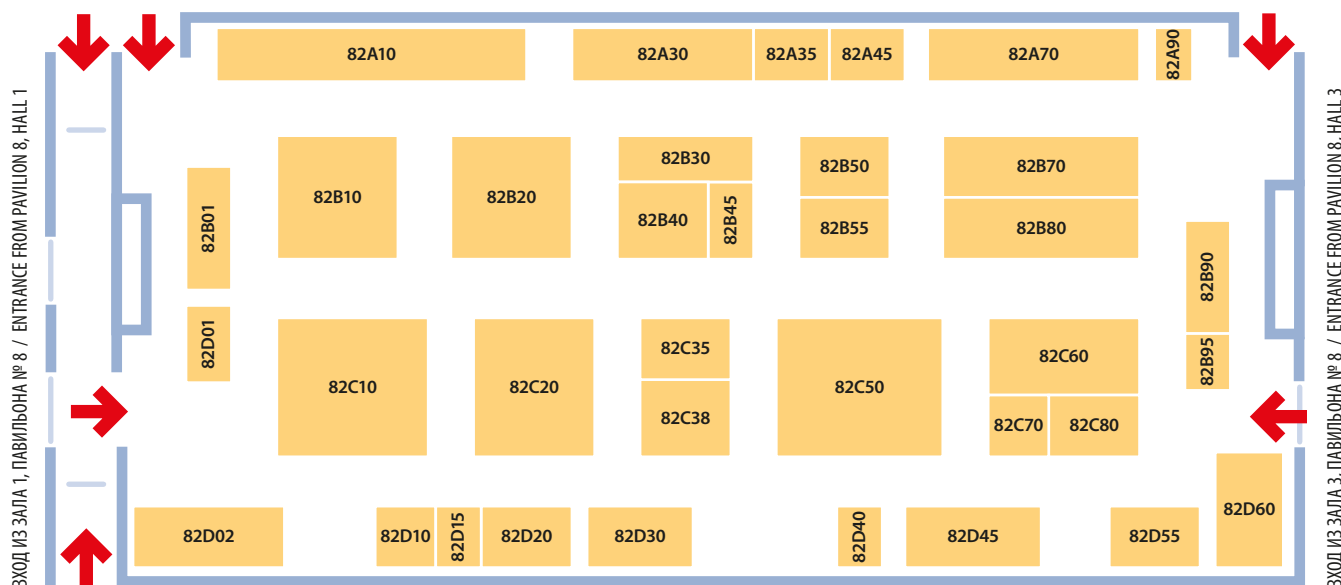 82A10
82A30
82A35
82A45
82A70
82A90
82B01
82B10
82B20
82B30
82B40
82B45
82B50
82B55
82B70
82B80
82B90
82B95
82D01
82C10
82C20
82C35
82C38
82C50
82C60
82C70
82C80
82D02
82D10
82D15
82D20
82D30
82D40
82D45
82D55
82D60
ВХОД ИЗ ЗАЛА 1, ПАВИЛЬОНА № 8 / ENTRANCE FROM PAVILION 8, HALL 1
ВХОД ИЗ ЗАЛА 3, ПАВИЛЬОНА № 8 / ENTRANCE FROM PAVILION 8, HALL 3